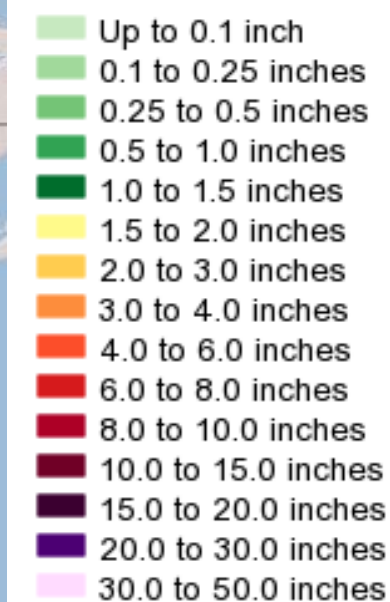 Up to 0.1 inch
0.1 to 0.25 inches
0.25 to 0.5 inches
0.5 to 1.0 inches
1.0 to 1.5 inches
1.5 to 2.0 inches
2.0 to 3.0 inches
3.0 to 4.0 inches
4.0 to 6.0 inches
6.0 to 8.0 inches
8.0 to 10.0 inches
10.0 to 15.0 inches
15.0 to 20.0 inches
20.0 to 30.0 inches
30.0 to 50.0 inches